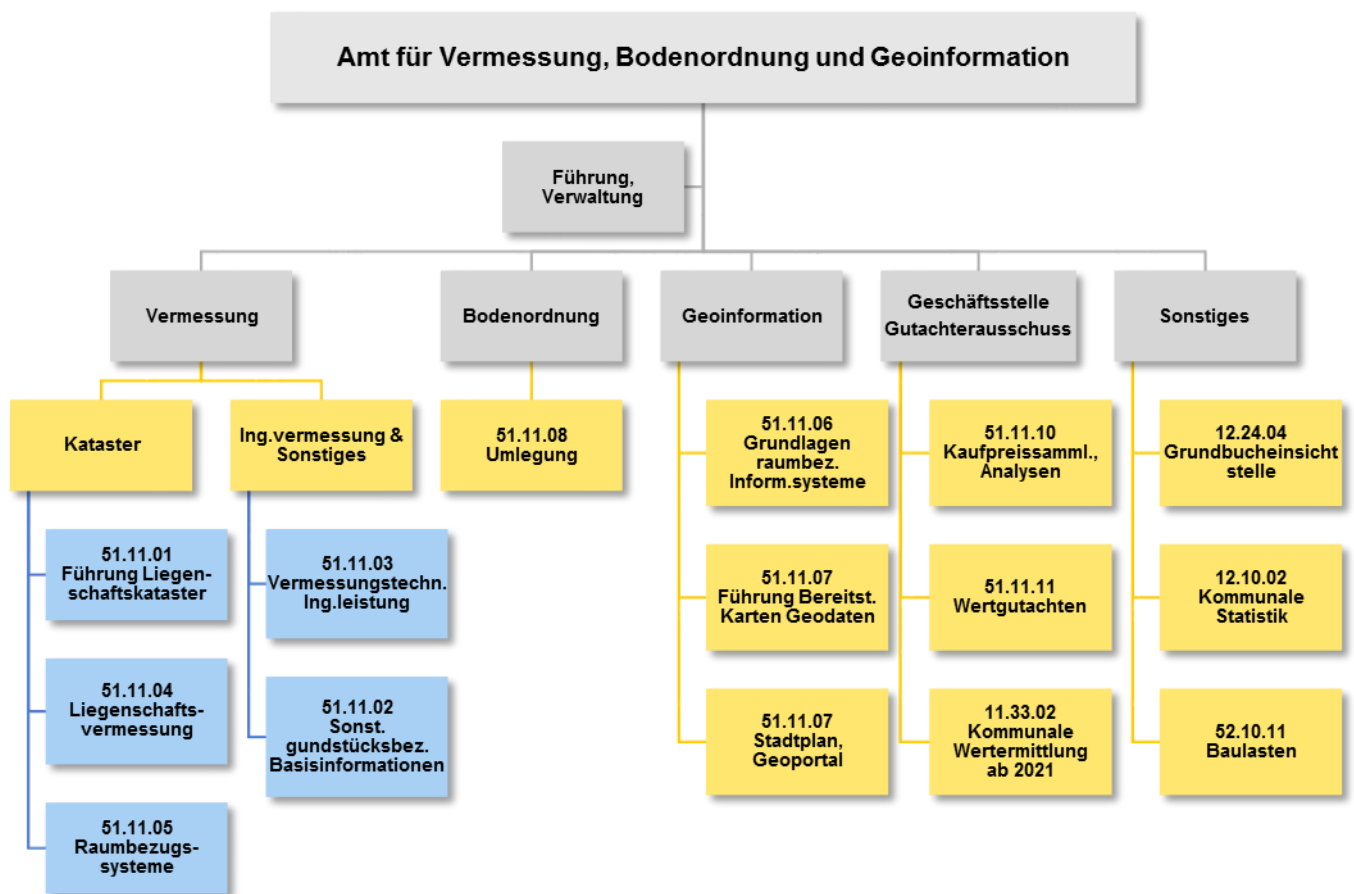 Amt für Vermessung, Bodenordnung und Geoinformation
Führung,
Verwaltung
Vermessung
Bodenordnung
Geoinformation
Geschäftsstelle
Gutachterausschuss
Sonstiges
Kataster
Ing.vermessung &
Sonstiges
51.11.08
Umlegung
51.11.06
Grundlagen
raumbez.
Inform.systeme
51.11.10
Kaufpreissamml.,
Analysen
12.24.04
Grundbucheinsicht
stelle
51.11.01
Führung Liegen-
schaftskataster
51.11.03
Vermessungstechn.
Ing.leistung
51.11.07
Führung Bereitst.
Karten Geodaten
51.11.11
Wertgutachten
12.10.02
Kommunale
Statistik
51.11.04
Liegenschafts-
vermessung
51.11.02
Sonst.
gundstücksbez.
Basisinformationen
51.11.07
Stadtplan,
Geoportal
11.33.02
Kommunale
Wertermittlung
ab 2021
52.10.11
Baulasten
51.11.05
Raumbezugs-
systeme